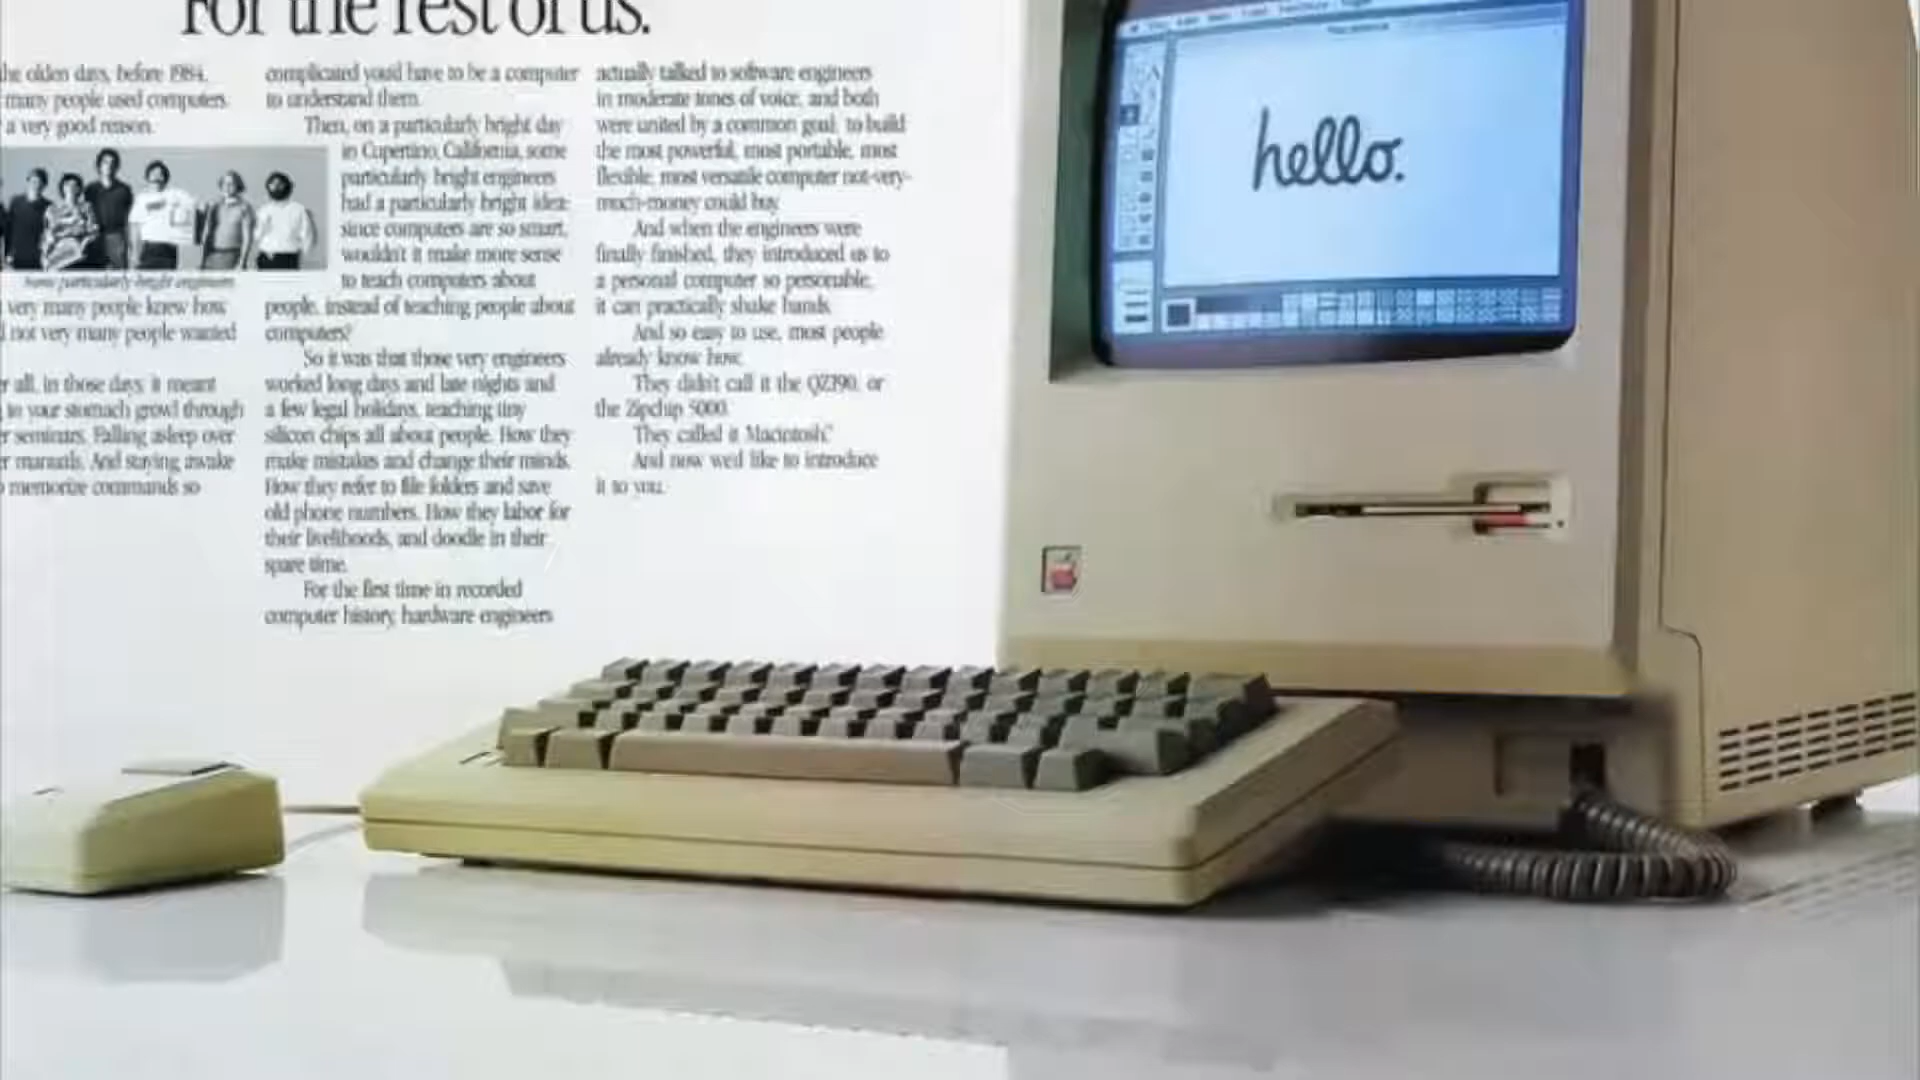 For the rest of us.
the olden days, before 1984,
many people used computers
a very good reason.
some particularly bright engineers
very many people knew how
not very many people wanted
r all, in those days, it meant
to your stomach growl through
r seminars. Falling asleep over
r manuals. And staying awake
memorize commands so
complicated you'd have to be a computer
to understand them.
Then, on a particularly bright day
in Cupertino, California, some
particularly bright engineers
had a particularly bright idea:
since computers are so smart,
wouldn't it make more sense
to teach computers about
people, instead of teaching people about
computers?
So it was that those very engineers
worked long days and late nights and
a few legal holidays, teaching tiny
silicon chips all about people. How they
make mistakes and change their minds.
How they refer to file folders and save
old phone numbers. How they labor for
their livelihoods, and doodle in their
spare time.
For the first time in recorded
computer history, hardware engineers
actually talked to software engineers
in moderate tones of voice, and both
were united by a common goal: to build
the most powerful, most portable, most
flexible, most versatile computer not-very-
much-money could buy.
And when the engineers were
finally finished, they introduced us to
a personal computer so personable,
it can practically shake hands.
And so easy to use, most people
already know how.
They didn't call it the QZ190, or
the Zipchip 5000.
They called it Macintosh.™
And now we'd like to introduce
it to you.
hello.